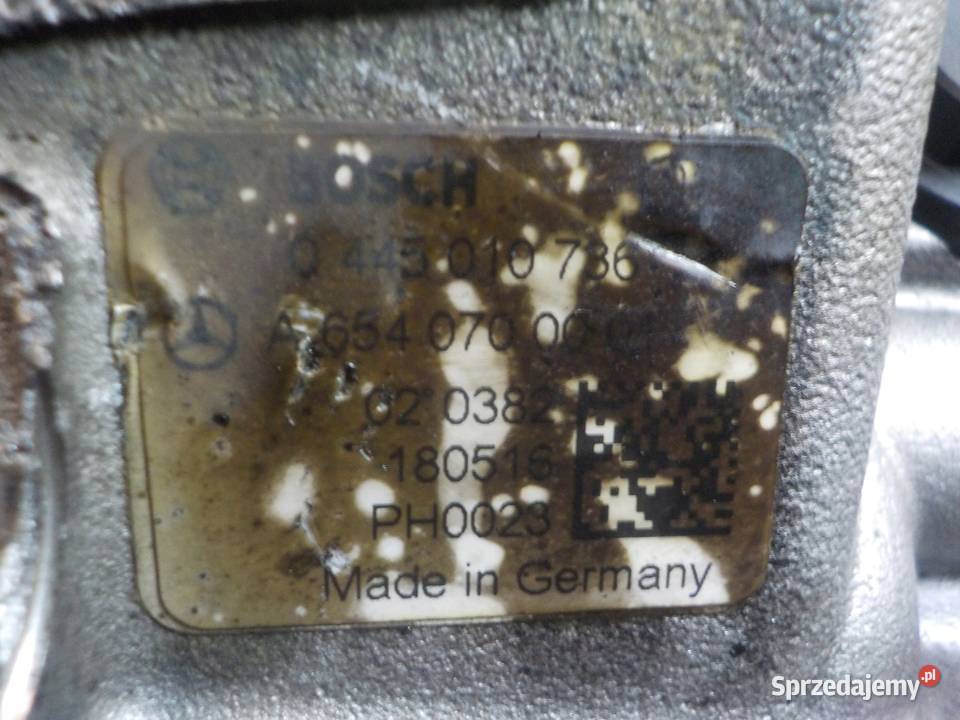 BOSCH
0 445 010 736
A 654 070 00 0
02 0382
180516
PH0023
Made in Germany
Sprzedajemy.pl